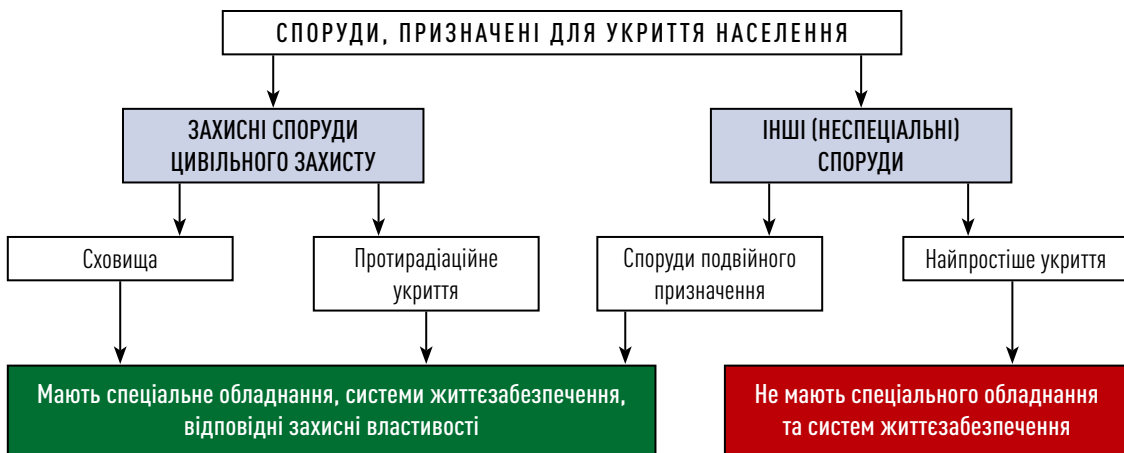 СПОРУДИ, ПРИЗНАЧЕНІ ДЛЯ УКРИТТЯ НАСЕЛЕННЯ
ЗАХИСНІ СПОРУДИ
ЦИВІЛЬНОГО ЗАХИСТУ
ІНШІ (НЕСПЕЦІАЛЬНІ)
СПОРУДИ
Сховища
Протирадіаційне
укриття
Споруди подвійного
призначення
Найпростіше укриття
Мають спеціальне обладнання, системи життєзабезпечення,
відповідні захисні властивості
Не мають спеціального обладнання
та систем життєзабезпечення